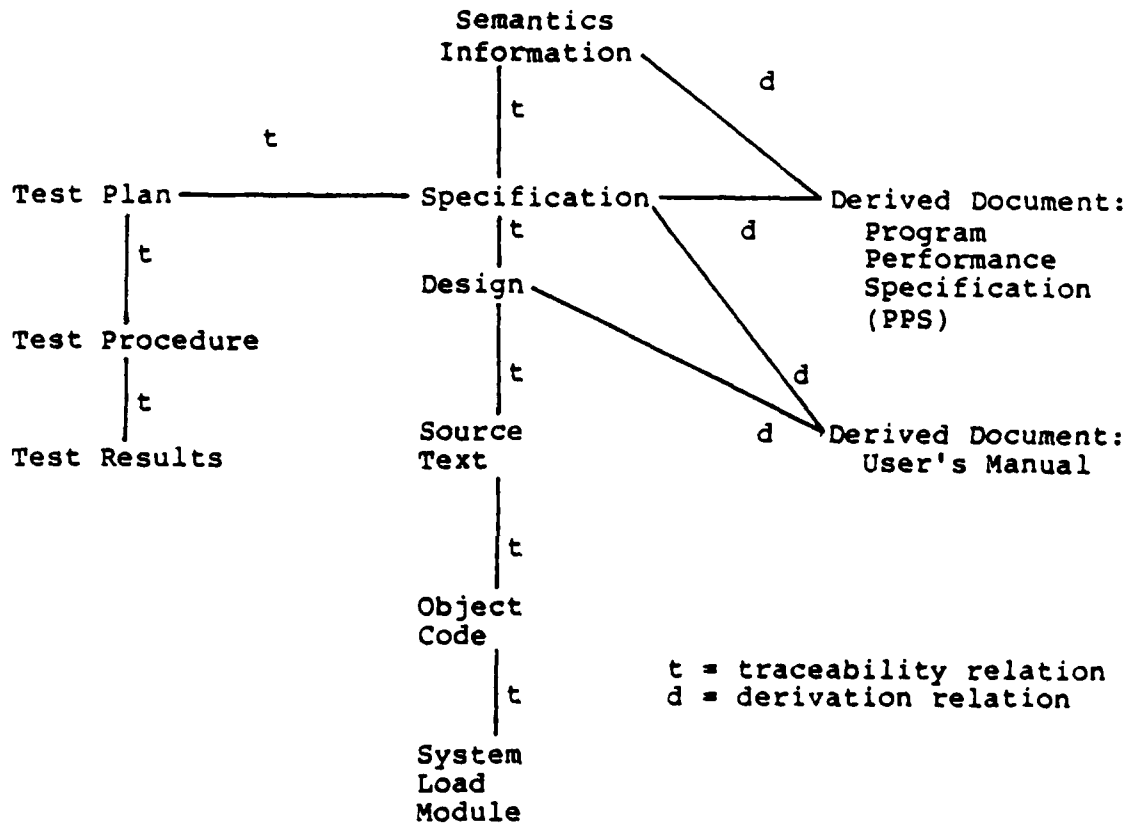 Semantics
Information
d
t
t
Test Plan
Specification
Derived Document:
Program
Performance
Specification
(PPS)
t
d
t
Design
Test Procedure
t
d
t
Source
Text
d
Derived Document:
User's Manual
Test Results
t
Object
Code
t = traceability relation
d = derivation relation
t
System
Load
Module